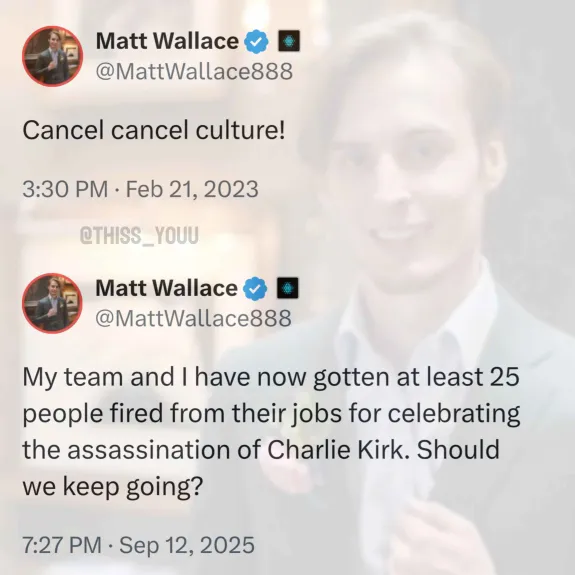 Matt Wallace
@MattWallace888
Cancel cancel culture!
3:30 PM · Feb 21, 2023
@THISS_YOUU
Matt Wallace
@MattWallace888
My team and I have now gotten at least 25
people fired from their jobs for celebrating
the assassination of Charlie Kirk. Should
we keep going?
7:27 PM · Sep 12, 2025